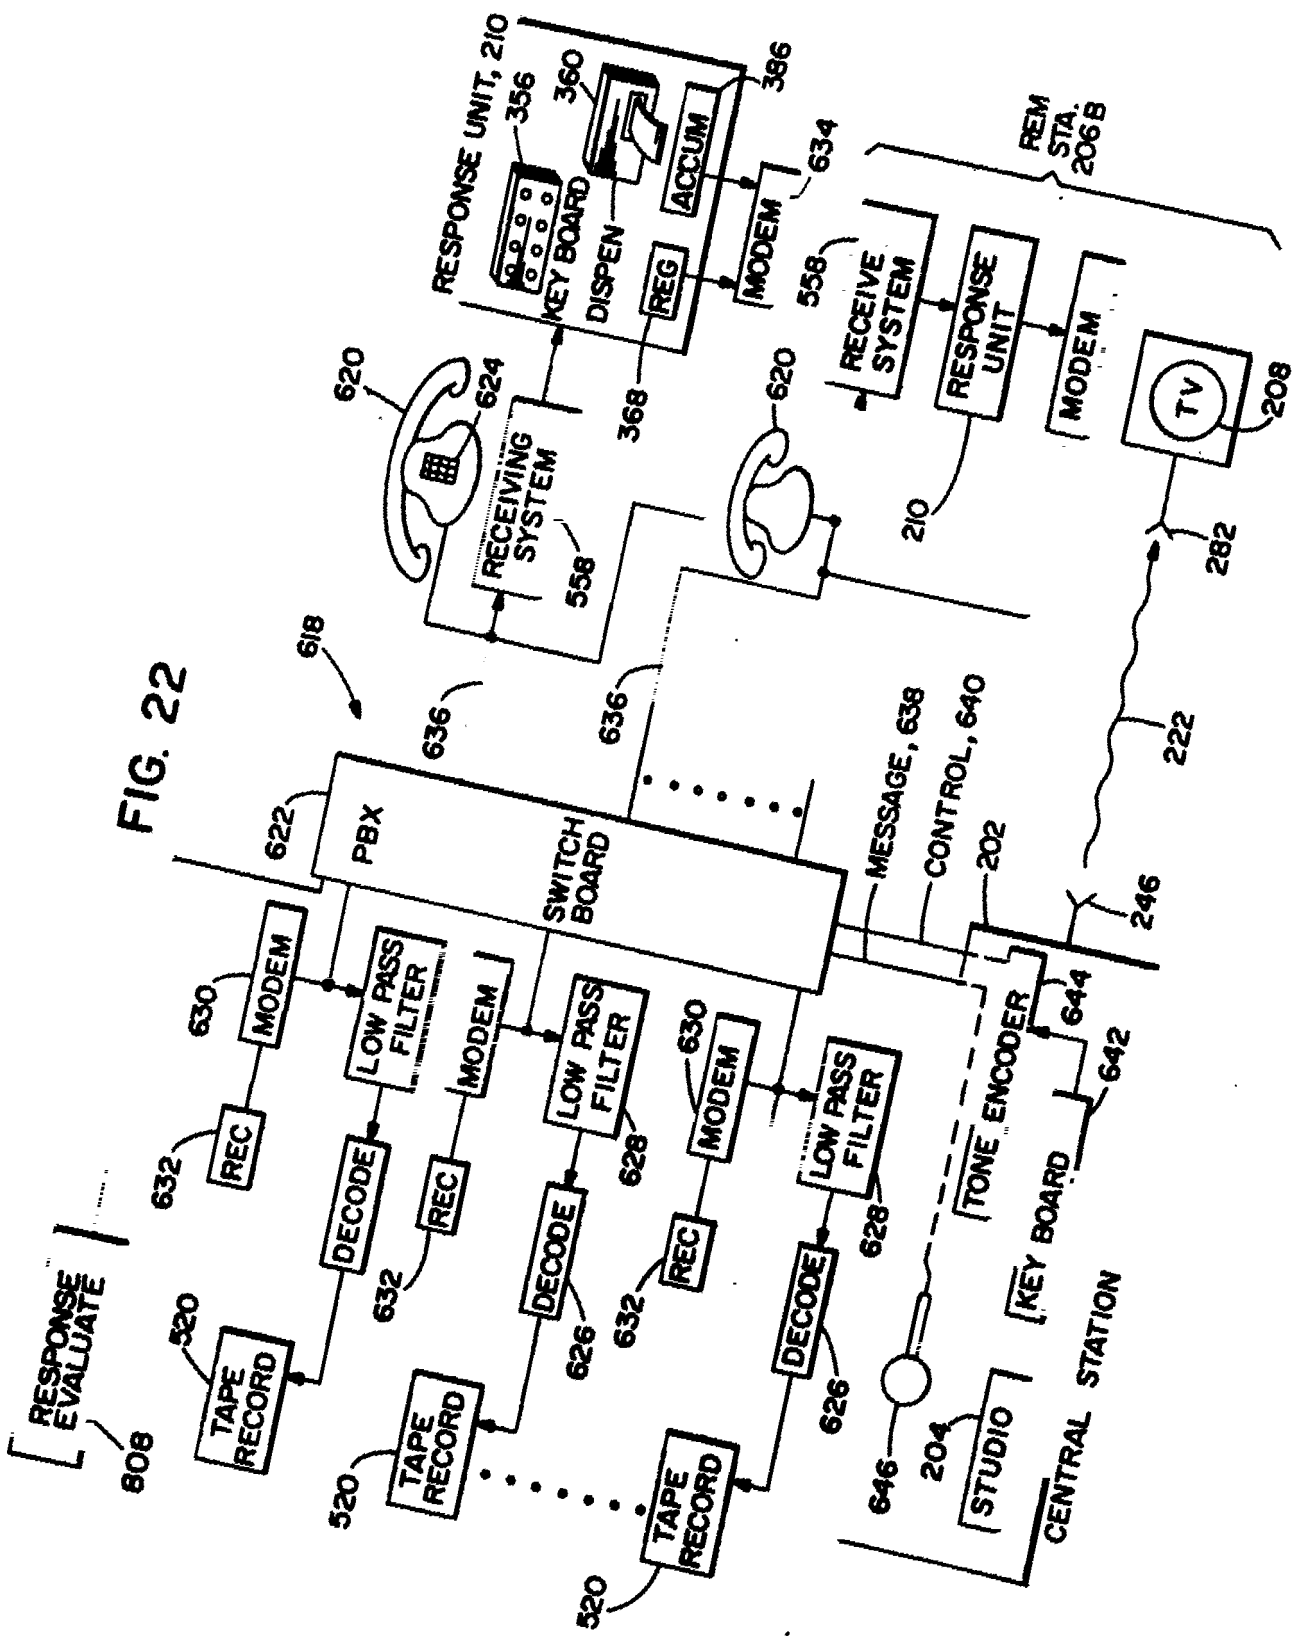 FIG. 22
618
RESPONSE
EVALUATE
808
TAPE
RECORD
520
DECODE
632
REC
630
MODEM
LOW PASS
FILTER
622
PBX
SWITCH
BOARD
TAPE
RECORD
520
DECODE
626
632
REC
MODEM
LOW PASS
FILTER
628
TAPE
RECORD
520
DECODE
626
632
REC
630
MODEM
LOW PASS
FILTER
628
636
636
620
624
RECEIVING
SYSTEM
558
RESPONSE UNIT, 210
356
KEY BOARD
360
DISPEN
REG
368
ACCUM
386
MODEM
634
620
RECEIVE
SYSTEM
558
RESPONSE
UNIT
210
MODEM
REM
STA.
206B
TV
208
282
222
246
202
MESSAGE, 638
CONTROL, 640
TONE ENCODER
644
KEY BOARD
642
646
204
STUDIO
CENTRAL STATION